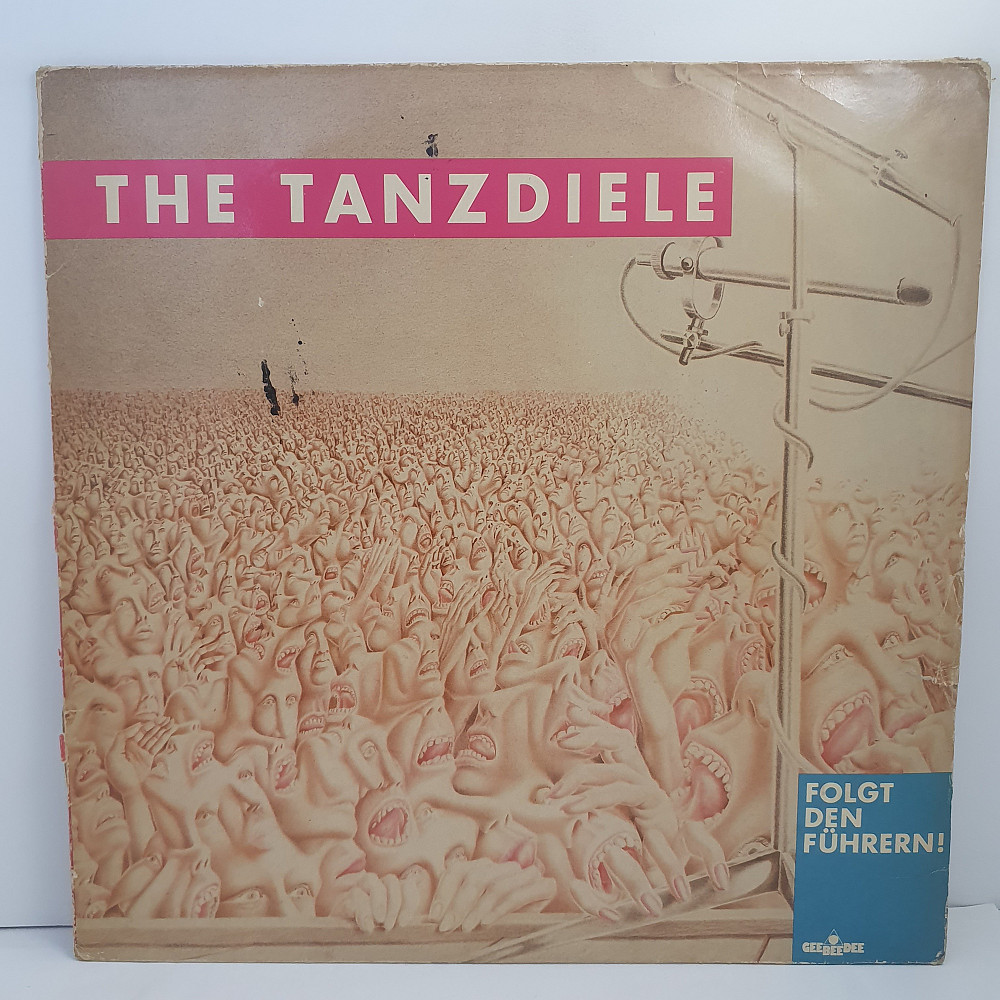 THE TANZDIELE
FOLGT
DEN
FÜHRERN!
GEEBEEDEE